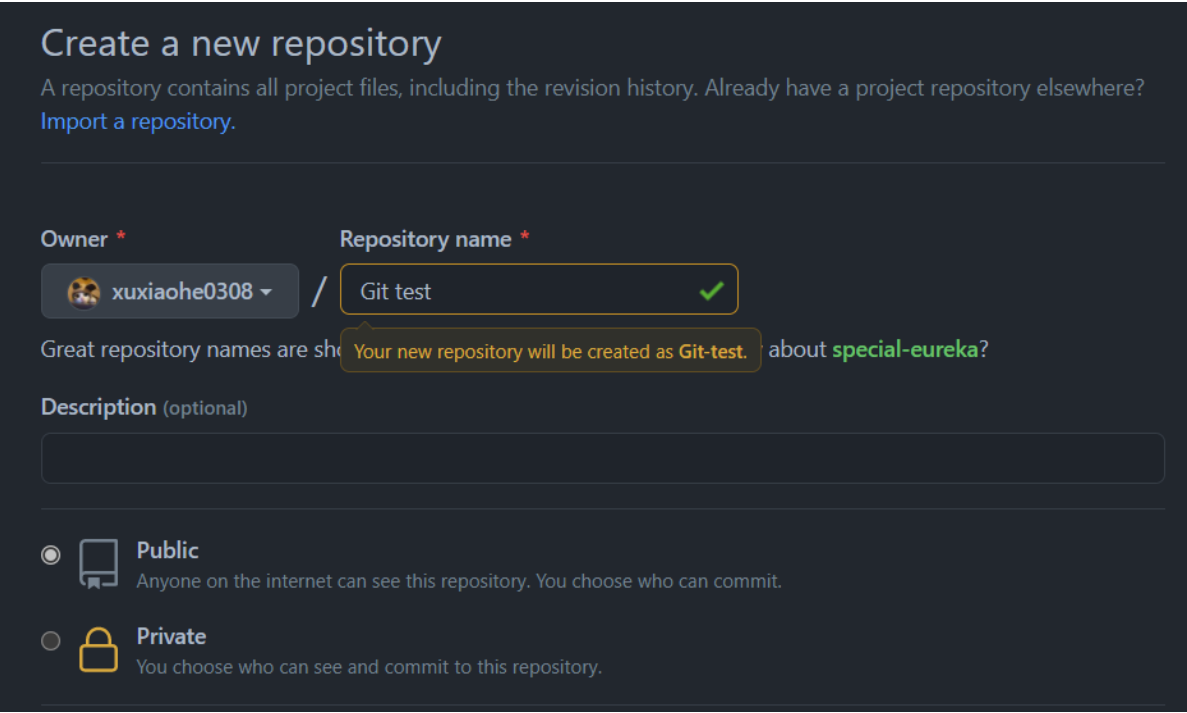 Create a new repository
A repository contains all project files, including the revision history. Already have a project repository elsewhere?
Import a repository.
Owner * Repository name *
xuxiaohe0308 / Git test
Great repository names are sh Your new repository will be created as Git-test. about special-eureka?
Description (optional)
Public
Anyone on the internet can see this repository. You choose who can commit.
Private
You choose who can see and commit to this repository.